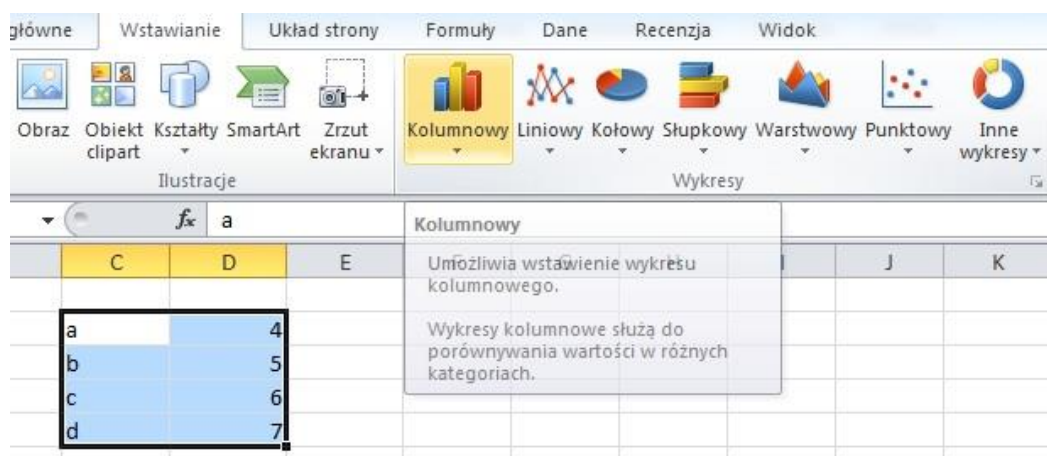 główne Wstawianie Układ strony Formuły Dane Recenzja Widok
Obraz Obiekt clipart Kształty SmartArt Zrzut ekranu Kolumnowy Liniowy Kołowy Słupkowy Warstwowy Punktowy Inne wykresy
Ilustracje Wykresy
fx a
Kolumnowy
C D E F G H I J K
Umożliwia wstawienie wykresu
kolumnowego.
Wykresy kolumnowe służą do
porównywania wartości w różnych
kategoriach.
a 4
b 5
c 6
d 7